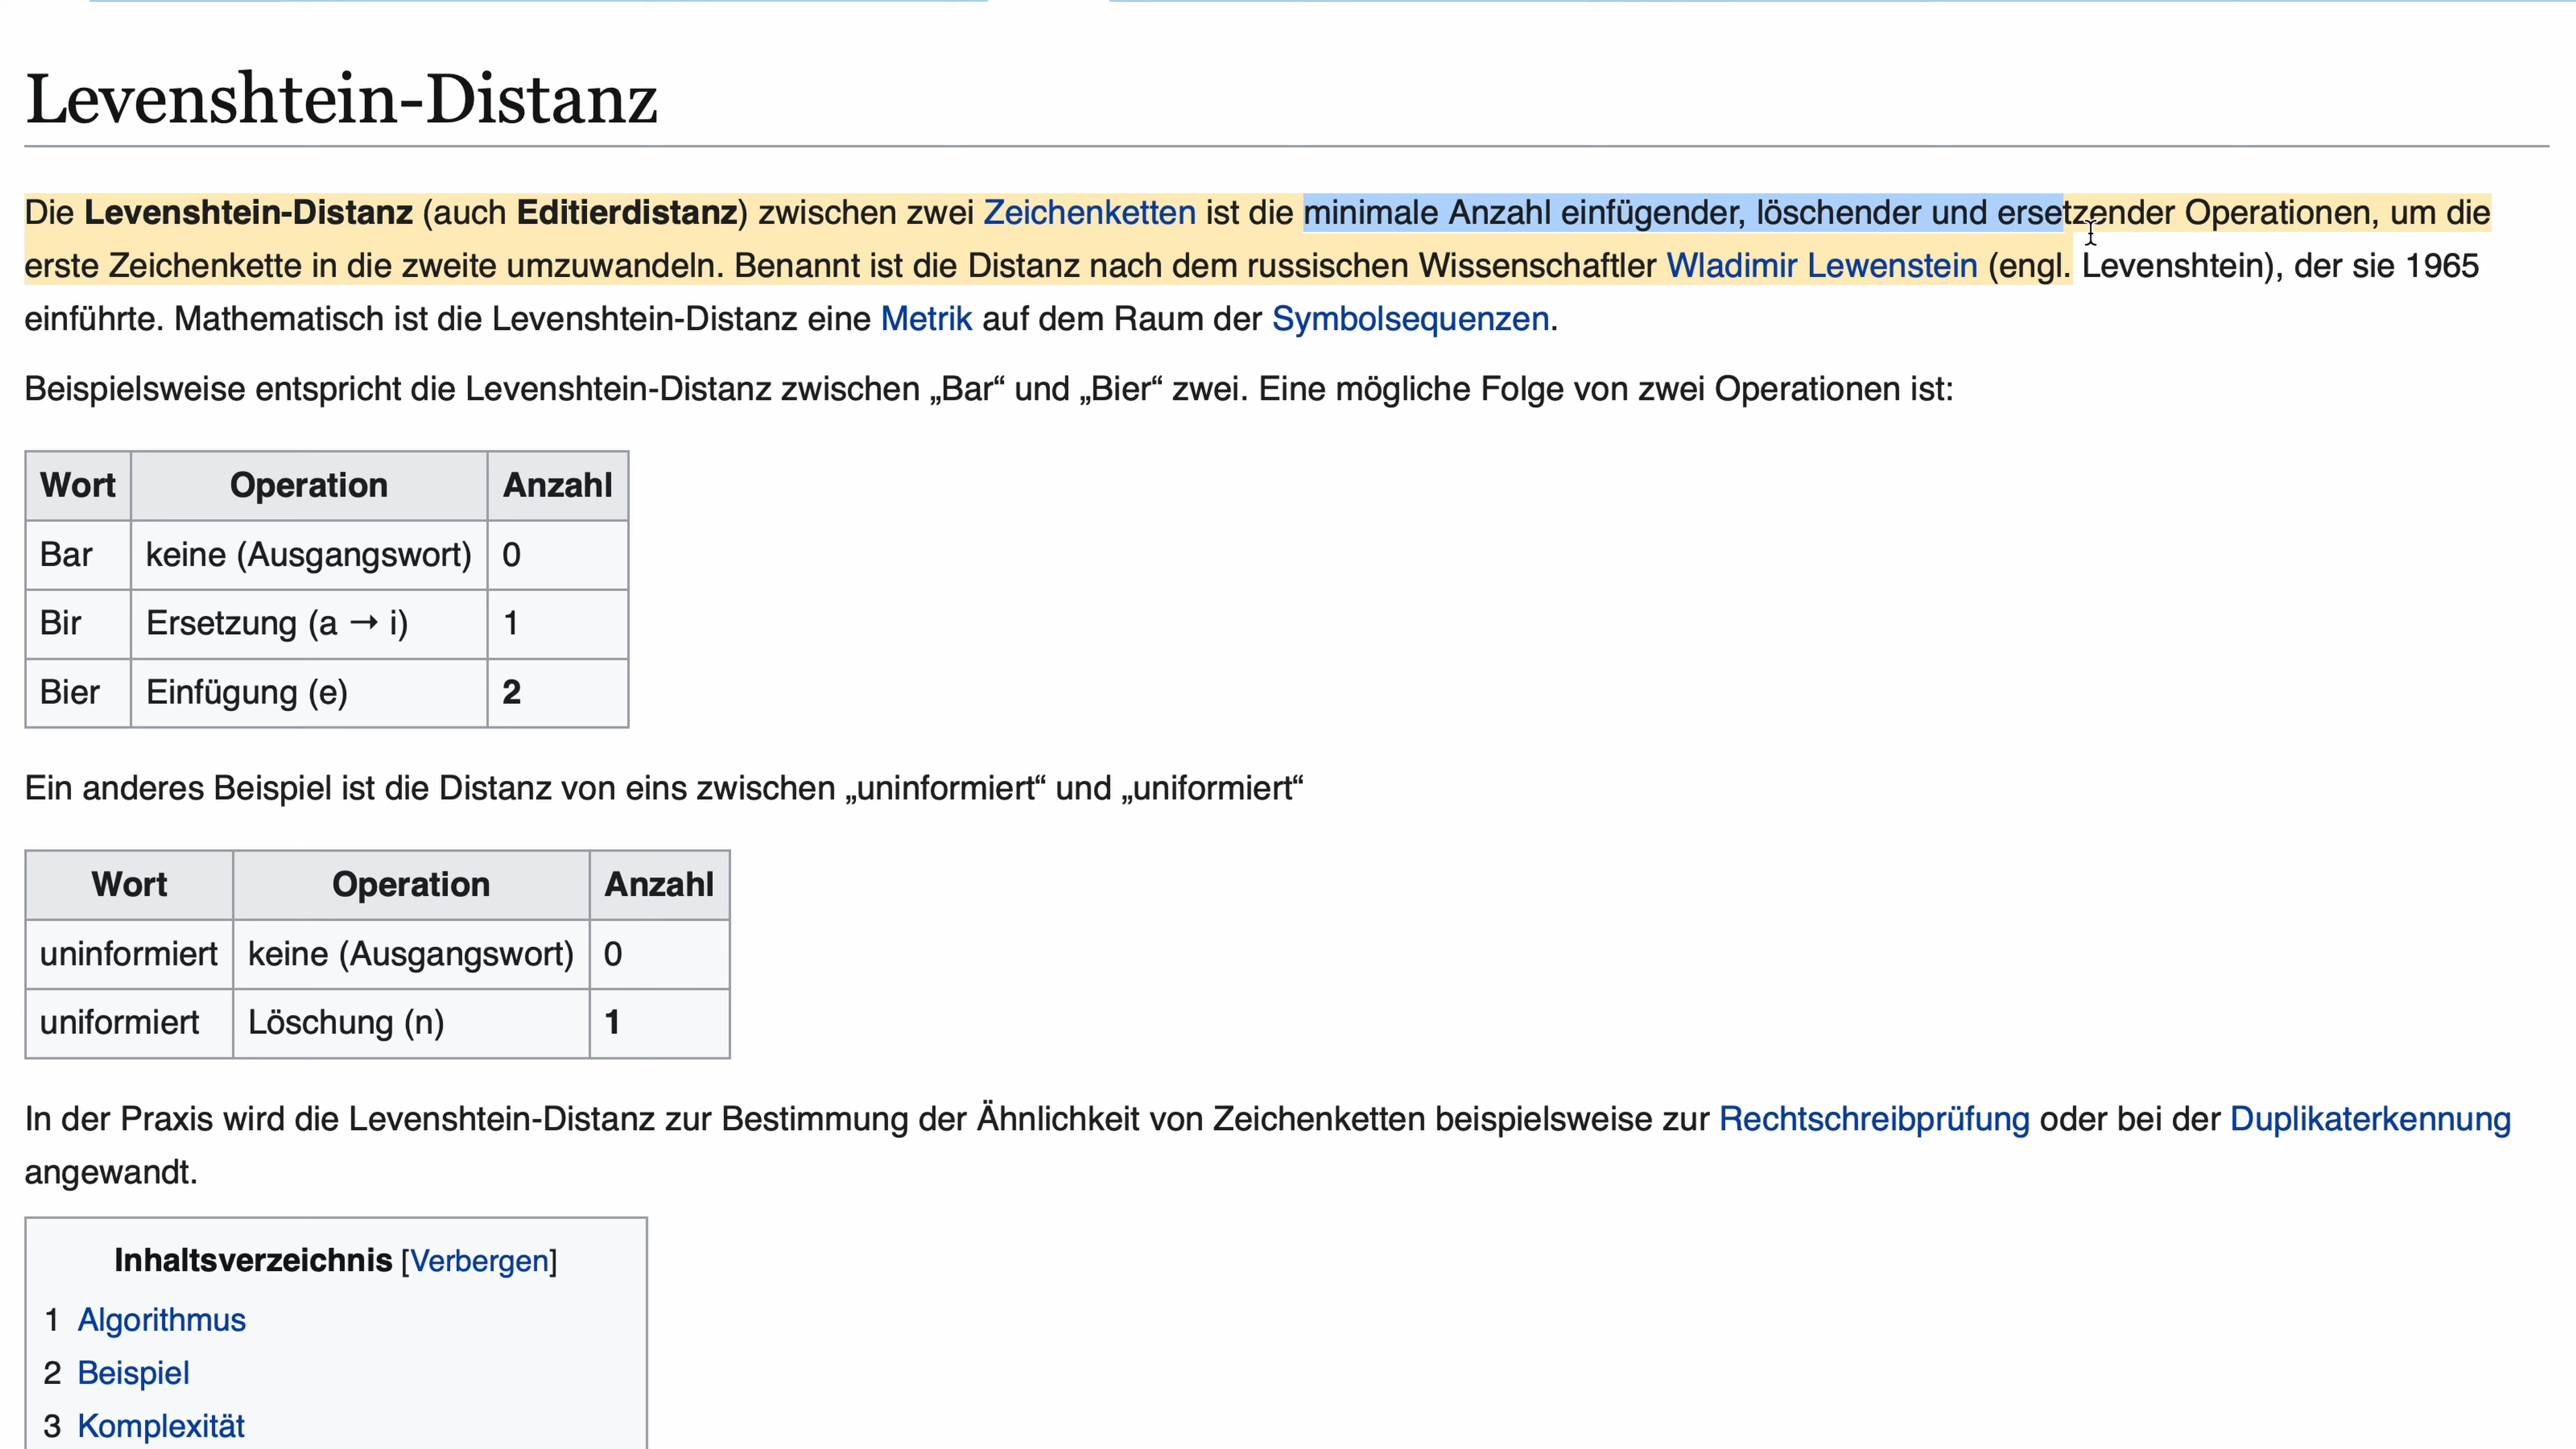 Levenshtein-Distanz
Die Levenshtein-Distanz (auch Editierdistanz) zwischen zwei Zeichenketten ist die minimale Anzahl einfügender, löschender und ersetzender Operationen, um die
erste Zeichenkette in die zweite umzuwandeln. Benannt ist die Distanz nach dem russischen Wissenschaftler Wladimir Lewenstein (engl. Levenshtein), der sie 1965
einführte. Mathematisch ist die Levenshtein-Distanz eine Metrik auf dem Raum der Symbolsequenzen.
Beispielsweise entspricht die Levenshtein-Distanz zwischen „Bar“ und „Bier“ zwei. Eine mögliche Folge von zwei Operationen ist:
Wort Operation Anzahl
Bar keine (Ausgangswort) 0
Bir Ersetzung (a → i) 1
Bier Einfügung (e) 2
Ein anderes Beispiel ist die Distanz von eins zwischen „uninformiert“ und „uniformiert“
Wort Operation Anzahl
uninformiert keine (Ausgangswort) 0
uniformiert Löschung (n) 1
In der Praxis wird die Levenshtein-Distanz zur Bestimmung der Ähnlichkeit von Zeichenketten beispielsweise zur Rechtschreibprüfung oder bei der Duplikaterkennung
angewandt.
Inhaltsverzeichnis [Verbergen]
1 Algorithmus
2 Beispiel
3 Komplexität